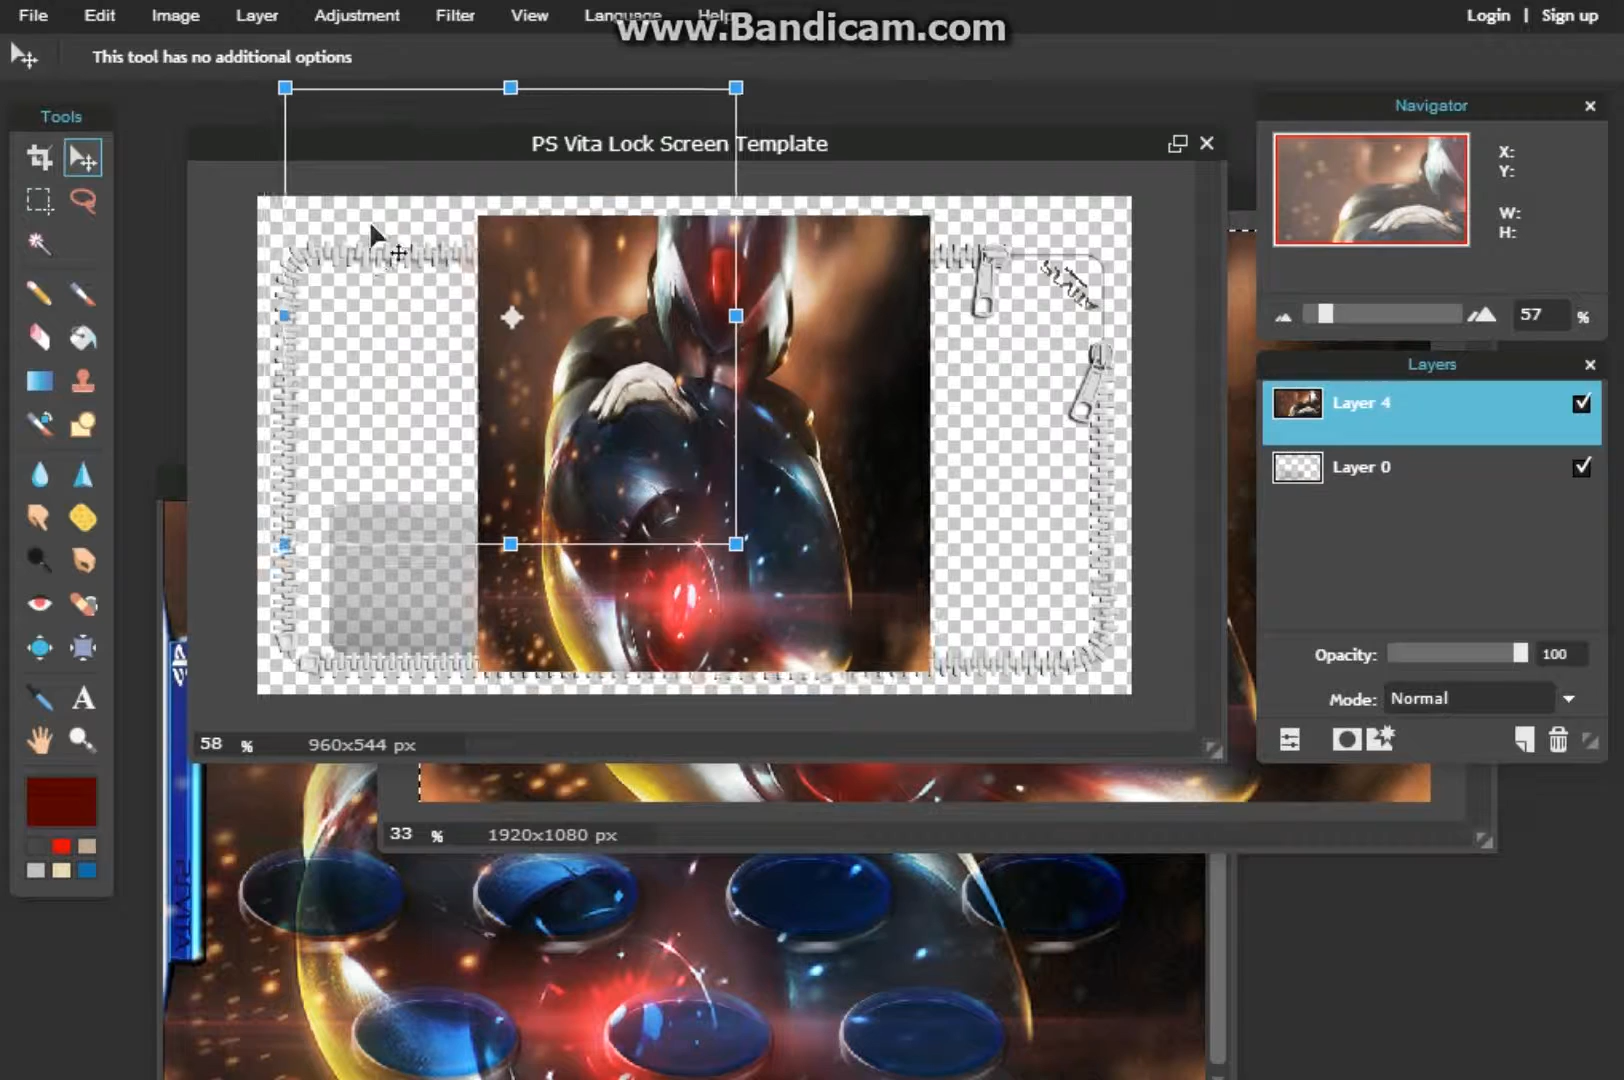 File Edit Image Layer Adjustment Filter View Language Help
www.Bandicam.com
Login | Sign up
This tool has no additional options
Tools
PS Vita Lock Screen Template
Navigator
X:
Y:
W:
H:
57 %
Layers
Layer 4
Layer 0
Opacity: 100
Mode: Normal
58 % 960x544 px
33 % 1920x1080 px